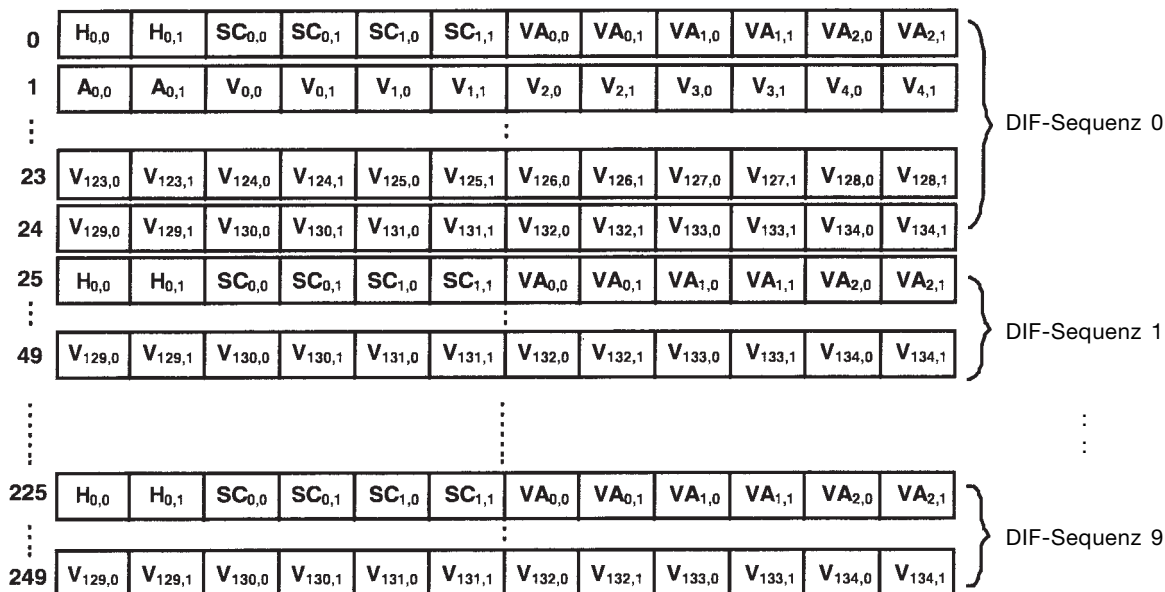 0 H0,0 H0,1 SC0,0 SC0,1 SC1,0 SC1,1 VA0,0 VA0,1 VA1,0 VA1,1 VA2,0 VA2,1
1 A0,0 A0,1 V0,0 V0,1 V1,0 V1,1 V2,0 V2,1 V3,0 V3,1 V4,0 V4,1
DIF-Sequenz 0
23 V123,0 V123,1 V124,0 V124,1 V125,0 V125,1 V126,0 V126,1 V127,0 V127,1 V128,0 V128,1
24 V129,0 V129,1 V130,0 V130,1 V131,0 V131,1 V132,0 V132,1 V133,0 V133,1 V134,0 V134,1
25 H0,0 H0,1 SC0,0 SC0,1 SC1,0 SC1,1 VA0,0 VA0,1 VA1,0 VA1,1 VA2,0 VA2,1
DIF-Sequenz 1
49 V129,0 V129,1 V130,0 V130,1 V131,0 V131,1 V132,0 V132,1 V133,0 V133,1 V134,0 V134,1
225 H0,0 H0,1 SC0,0 SC0,1 SC1,0 SC1,1 VA0,0 VA0,1 VA1,0 VA1,1 VA2,0 VA2,1
DIF-Sequenz 9
249 V129,0 V129,1 V130,0 V130,1 V131,0 V131,1 V132,0 V132,1 V133,0 V133,1 V134,0 V134,1